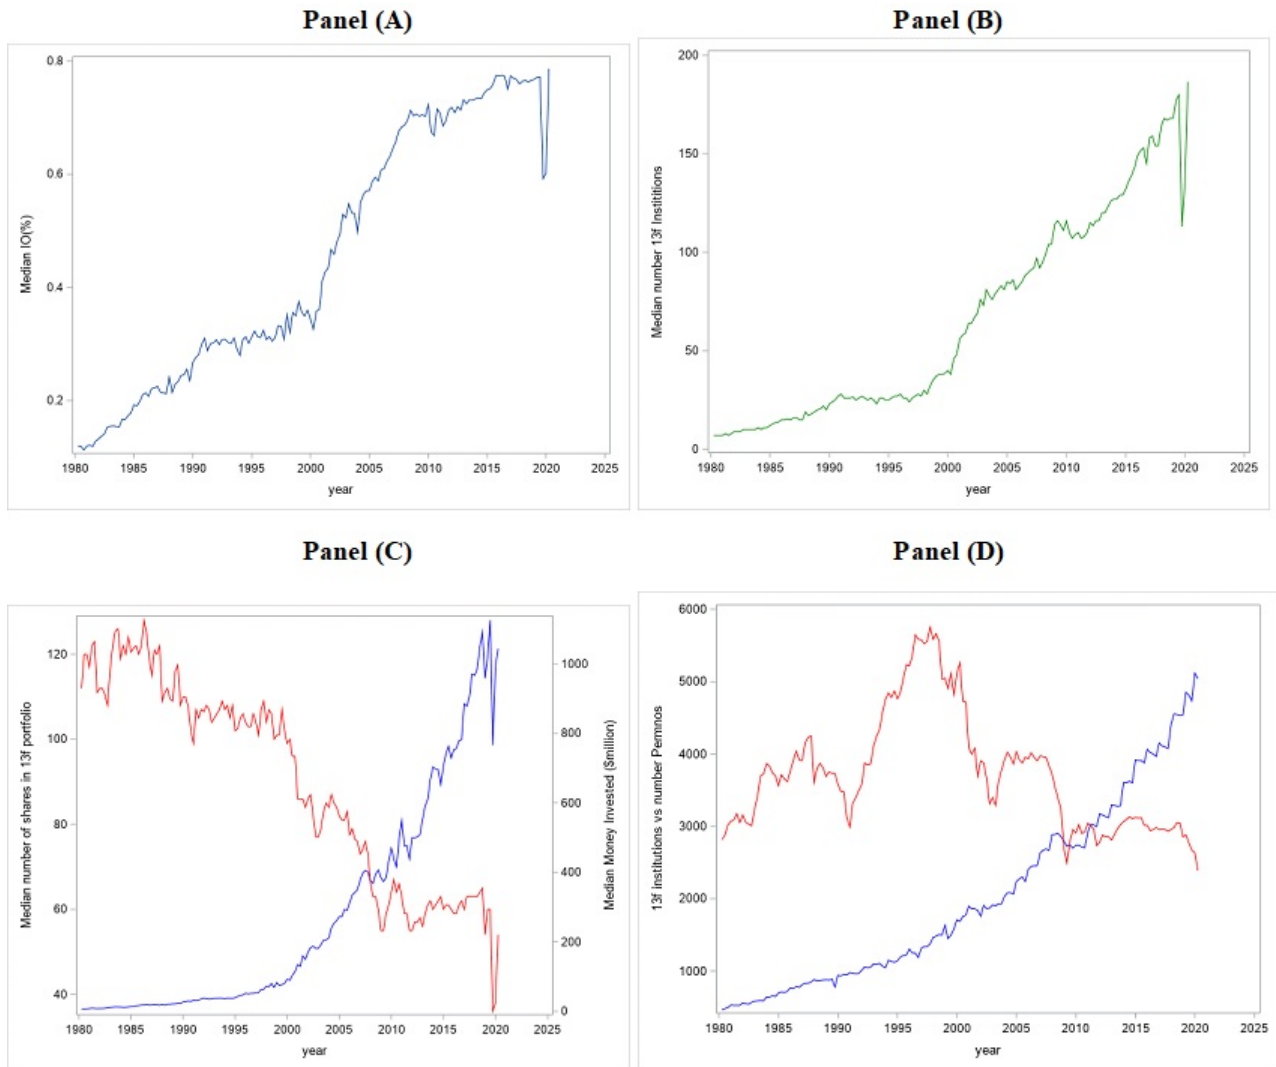 Panel (A)
Panel (B)
0.8
0.6
0.4
0.2
Median IO(%)
1980 1985 1990 1995 2000 2005 2010 2015 2020 2025
year
200
150
100
50
0
Median number 13f Instititions
1980 1985 1990 1995 2000 2005 2010 2015 2020 2025
year
Panel (C)
Panel (D)
120
100
80
60
40
Median number of shares in 13f portfolio
1000
800
600
400
200
0
Median Money Invested ($million)
1980 1985 1990 1995 2000 2005 2010 2015 2020 2025
year
6000
5000
4000
3000
2000
1000
13f institutions vs number Permnos
1980 1985 1990 1995 2000 2005 2010 2015 2020 2025
year